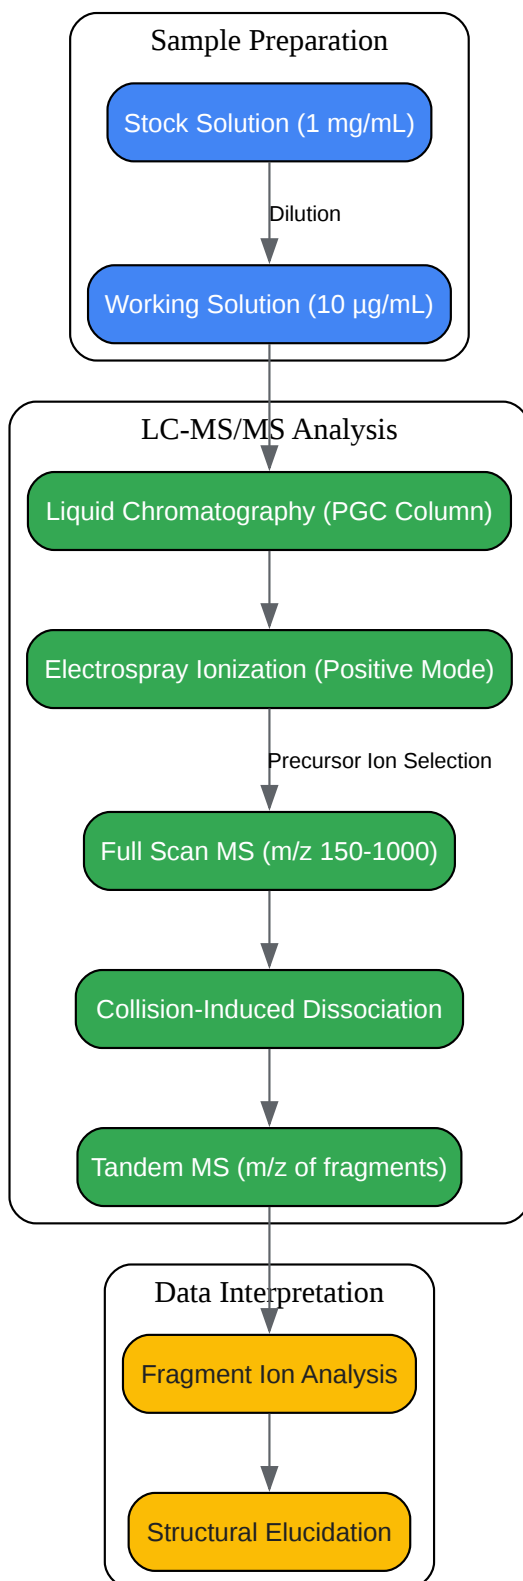 Sample Preparation
Stock Solution (1 mg/mL)
Dilution
Working Solution (10 µg/mL)
LC-MS/MS Analysis
Liquid Chromatography (PGC Column)
Electrospray Ionization (Positive Mode)
Precursor Ion Selection
Full Scan MS (m/z 150-1000)
Collision-Induced Dissociation
Tandem MS (m/z of fragments)
Data Interpretation
Fragment Ion Analysis
Structural Elucidation